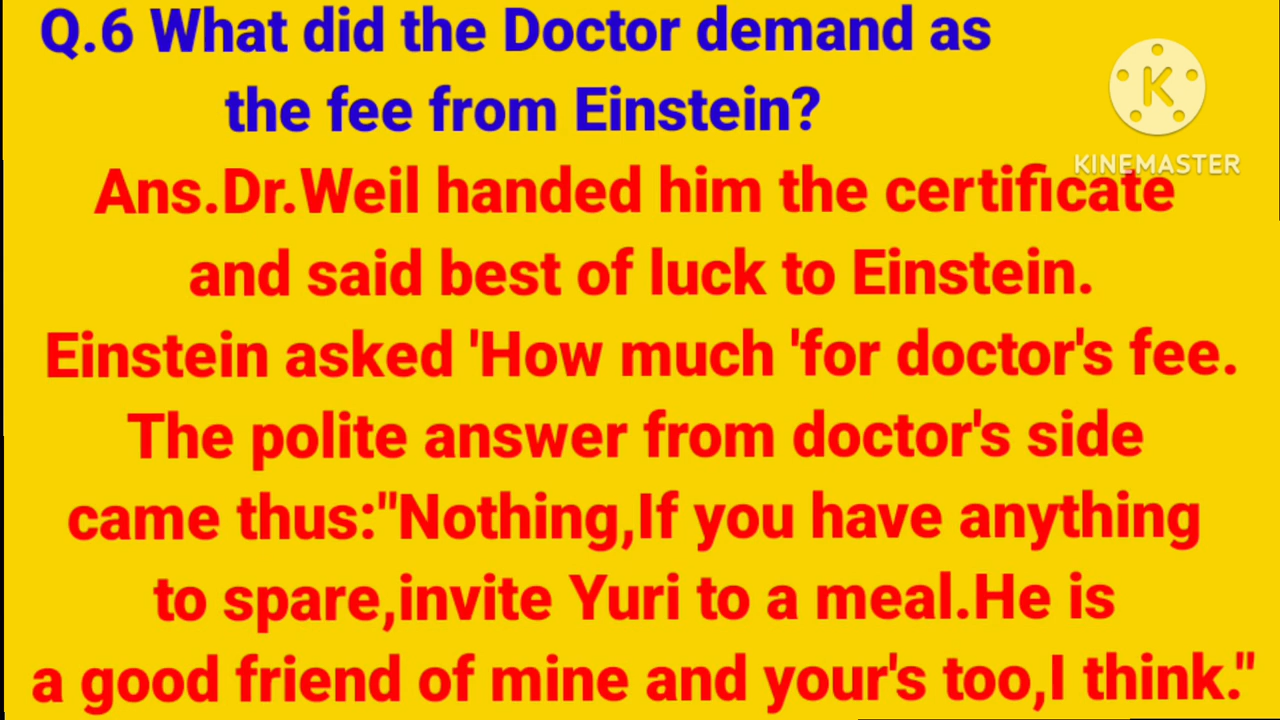 Q.6 What did the Doctor demand as
the fee from Einstein?
K
KINEMASTER
Ans.Dr.Weil handed him the certificate
and said best of luck to Einstein.
Einstein asked 'How much 'for doctor's fee.
The polite answer from doctor's side
came thus:"Nothing,If you have anything
to spare,invite Yuri to a meal.He is
a good friend of mine and your's too,I think."